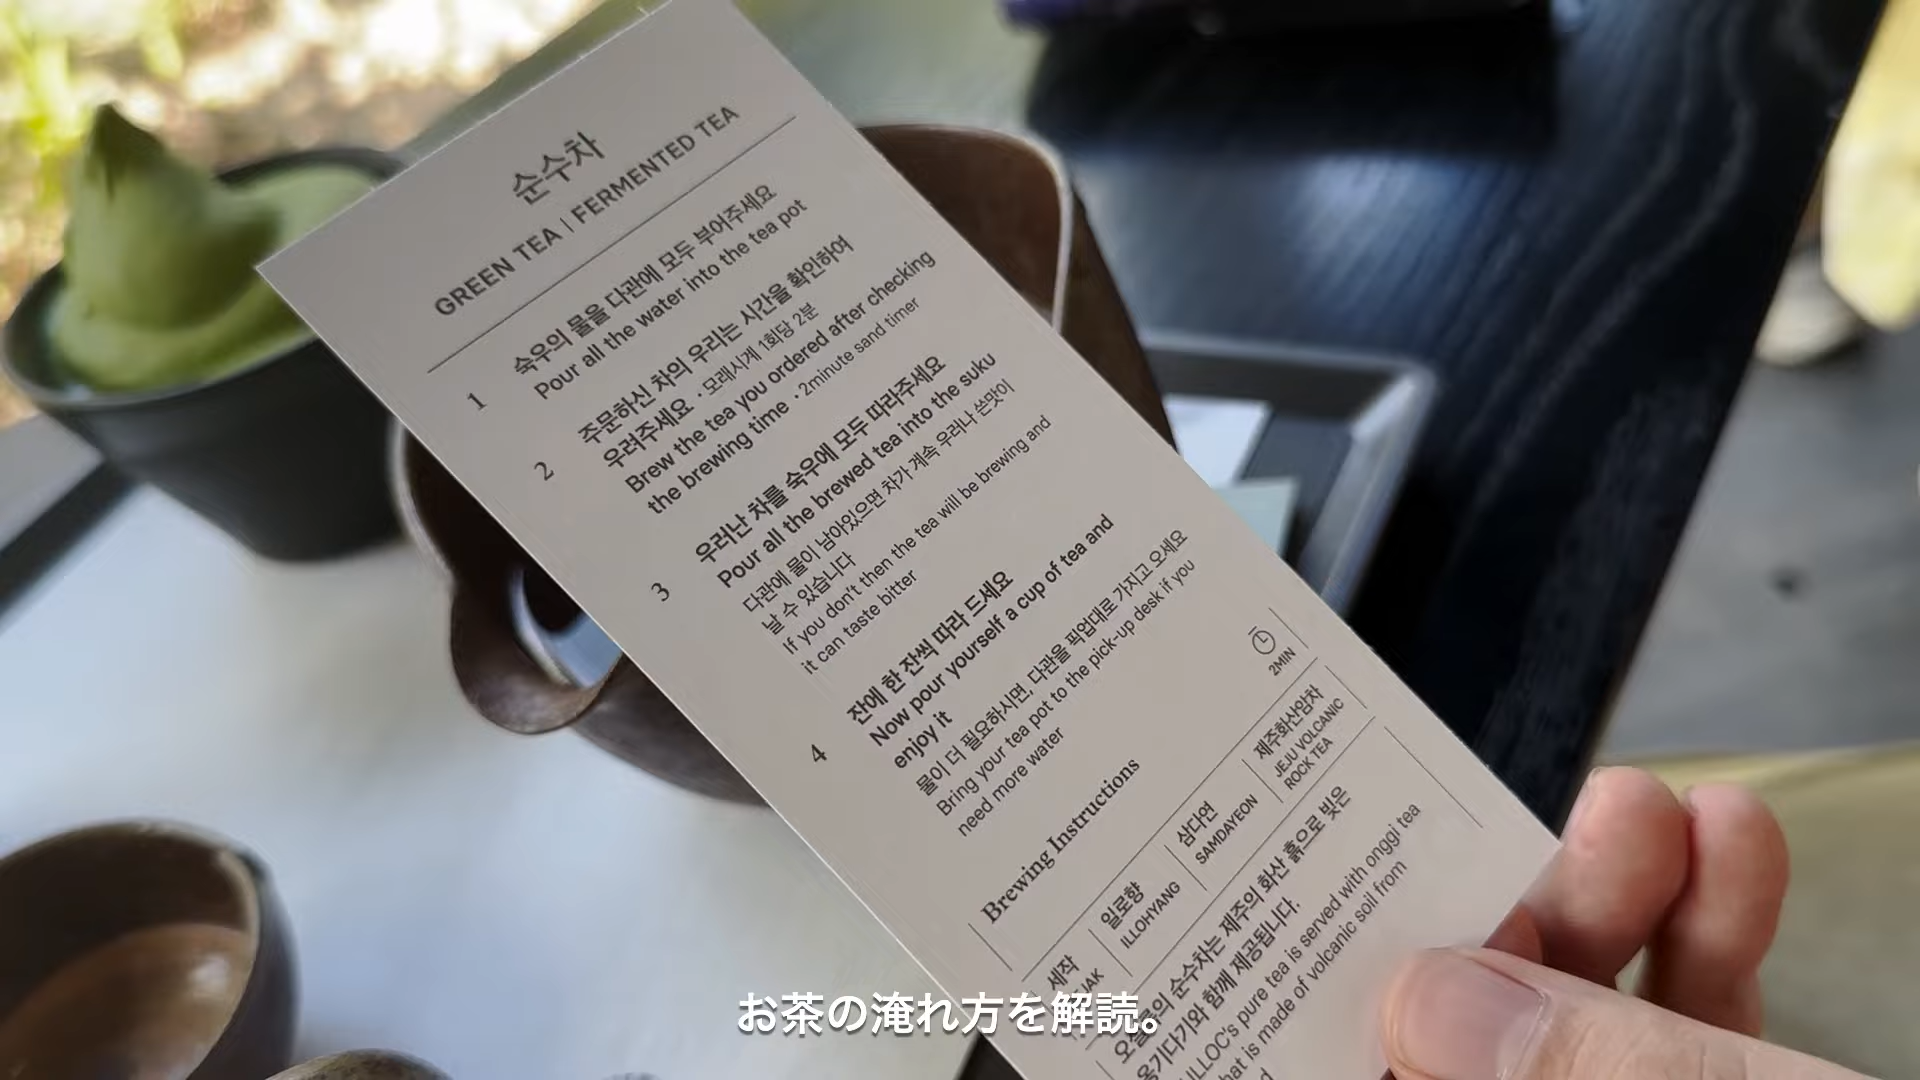 순수차
GREEN TEA | FERMENTED TEA
1
숙우의 물을 다관에 모두 부어주세요
Pour all the water into the tea pot
2
주문하신 차의 우리는 시간을 확인하여
우려주세요 · 모래시계 1회당 2분
Brew the tea you ordered after checking
the brewing time · 2minute sand timer
3
우러난 차를 숙우에 모두 따라주세요
Pour all the brewed tea into the suku
다관에 물이 남아있으면 차가 계속 우러나 쓴맛이
날 수 있습니다
If you don't then the tea will be brewing and
it can taste bitter
4
잔에 한 잔씩 따라 드세요
Now pour yourself a cup of tea and
enjoy it
물이 더 필요하시면, 다관을 픽업대로 가지고 오세요
Bring your tea pot to the pick-up desk if you
need more water
Brewing Instructions
2MIN
세작
일로향
ILLOHYANG
삼다연
SAMDAYEON
제주화산암차
JEJU VOLCANIC
ROCK TEA
순수차는 제주의 화산 흙으로 빚은
옹기다기와 함께 제공됩니다.
pure tea is served with onggi tea
is made of volcanic soil from
お茶の淹れ方を解読。